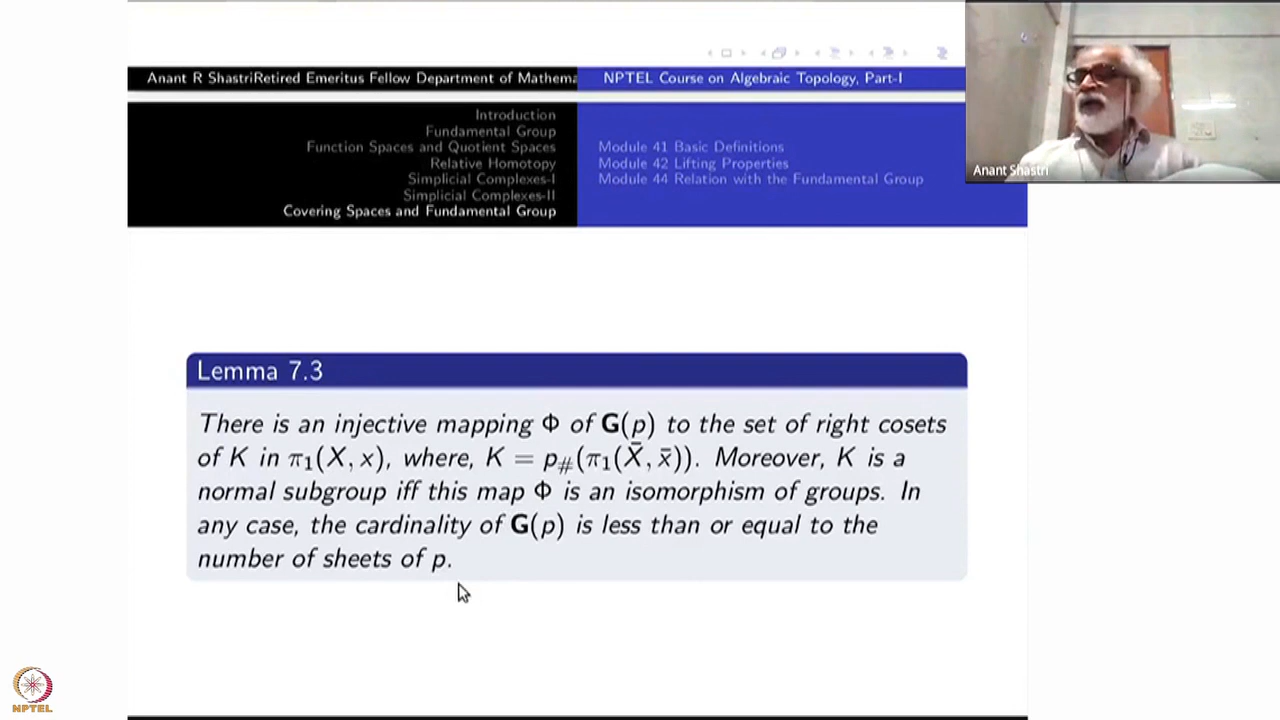 Anant R ShastriRetired Emeritus Fellow Department of Mathema
NPTEL Course on Algebraic Topology, Part-I
Introduction
Fundamental Group
Function Spaces and Quotient Spaces
Relative Homotopy
Simplicial Complexes-I
Simplicial Complexes-II
Covering Spaces and Fundamental Group
Module 41 Basic Definitions
Module 42 Lifting Properties
Module 44 Relation with the Fundamental Group
Anant Shastri
Lemma 7.3
There is an injective mapping Φ of G(p) to the set of right cosets
of K in π₁(X, x), where, K = p_#(π₁(X̄, x̄)). Moreover, K is a
normal subgroup iff this map Φ is an isomorphism of groups. In
any case, the cardinality of G(p) is less than or equal to the
number of sheets of p.
NPTEL